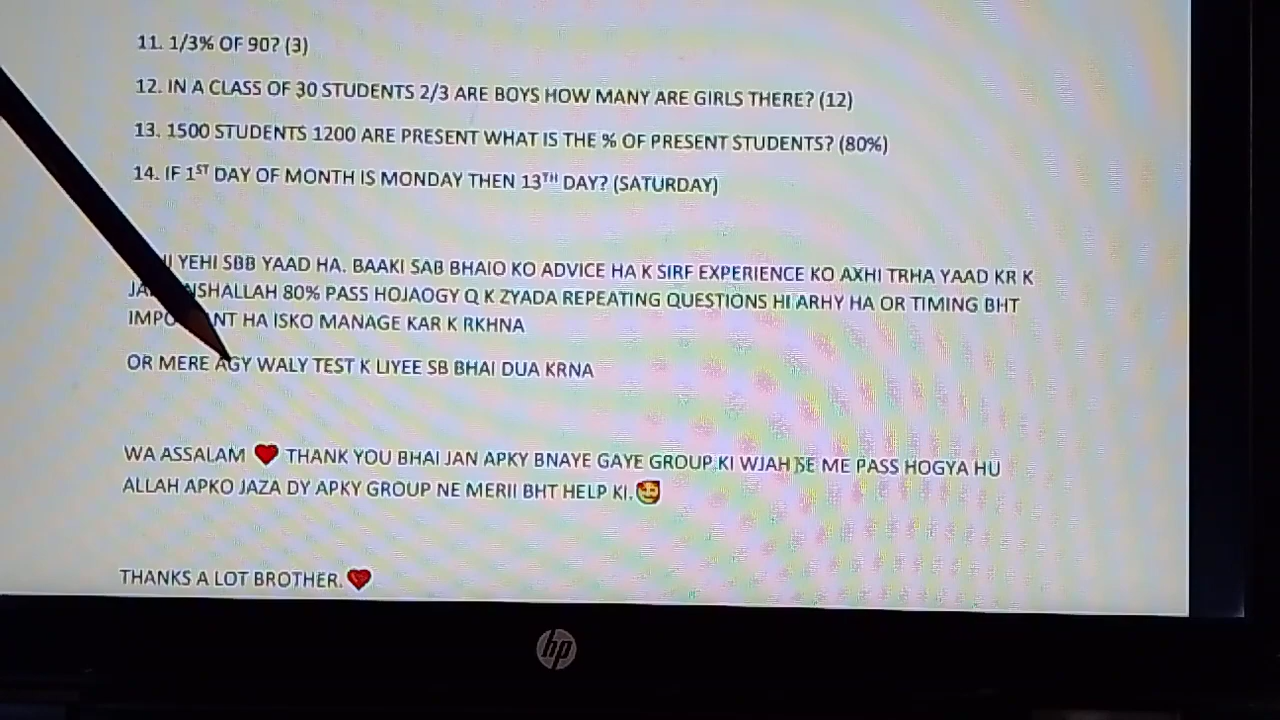 11. 1/3% OF 90? (3)
12. IN A CLASS OF 30 STUDENTS 2/3 ARE BOYS HOW MANY ARE GIRLS THERE? (12)
13. 1500 STUDENTS 1200 ARE PRESENT WHAT IS THE % OF PRESENT STUDENTS? (80%)
14. IF 1ST DAY OF MONTH IS MONDAY THEN 13TH DAY? (SATURDAY)
YEHI SBB YAAD HA. BAAKI SAB BHAIO KO ADVICE HA K SIRF EXPERIENCE KO AXHI TRHA YAAD KR K
NSHALLAH 80% PASS HOJAOGY Q K ZYADA REPEATING QUESTIONS HI ARHY HA OR TIMING BHT
IMPORTANT HA ISKO MANAGE KAR K RKHNA
OR MERE AGY WALY TEST K LIYEE SB BHAI DUA KRNA
WA ASSALAM ❤️ THANK YOU BHAI JAN APKY BNAYE GAYE GROUP KI WJAH SE ME PASS HOGYA HU
ALLAH APKO JAZA DY APKY GROUP NE MERII BHT HELP KI. 🥰
THANKS A LOT BROTHER. ❤️
hp